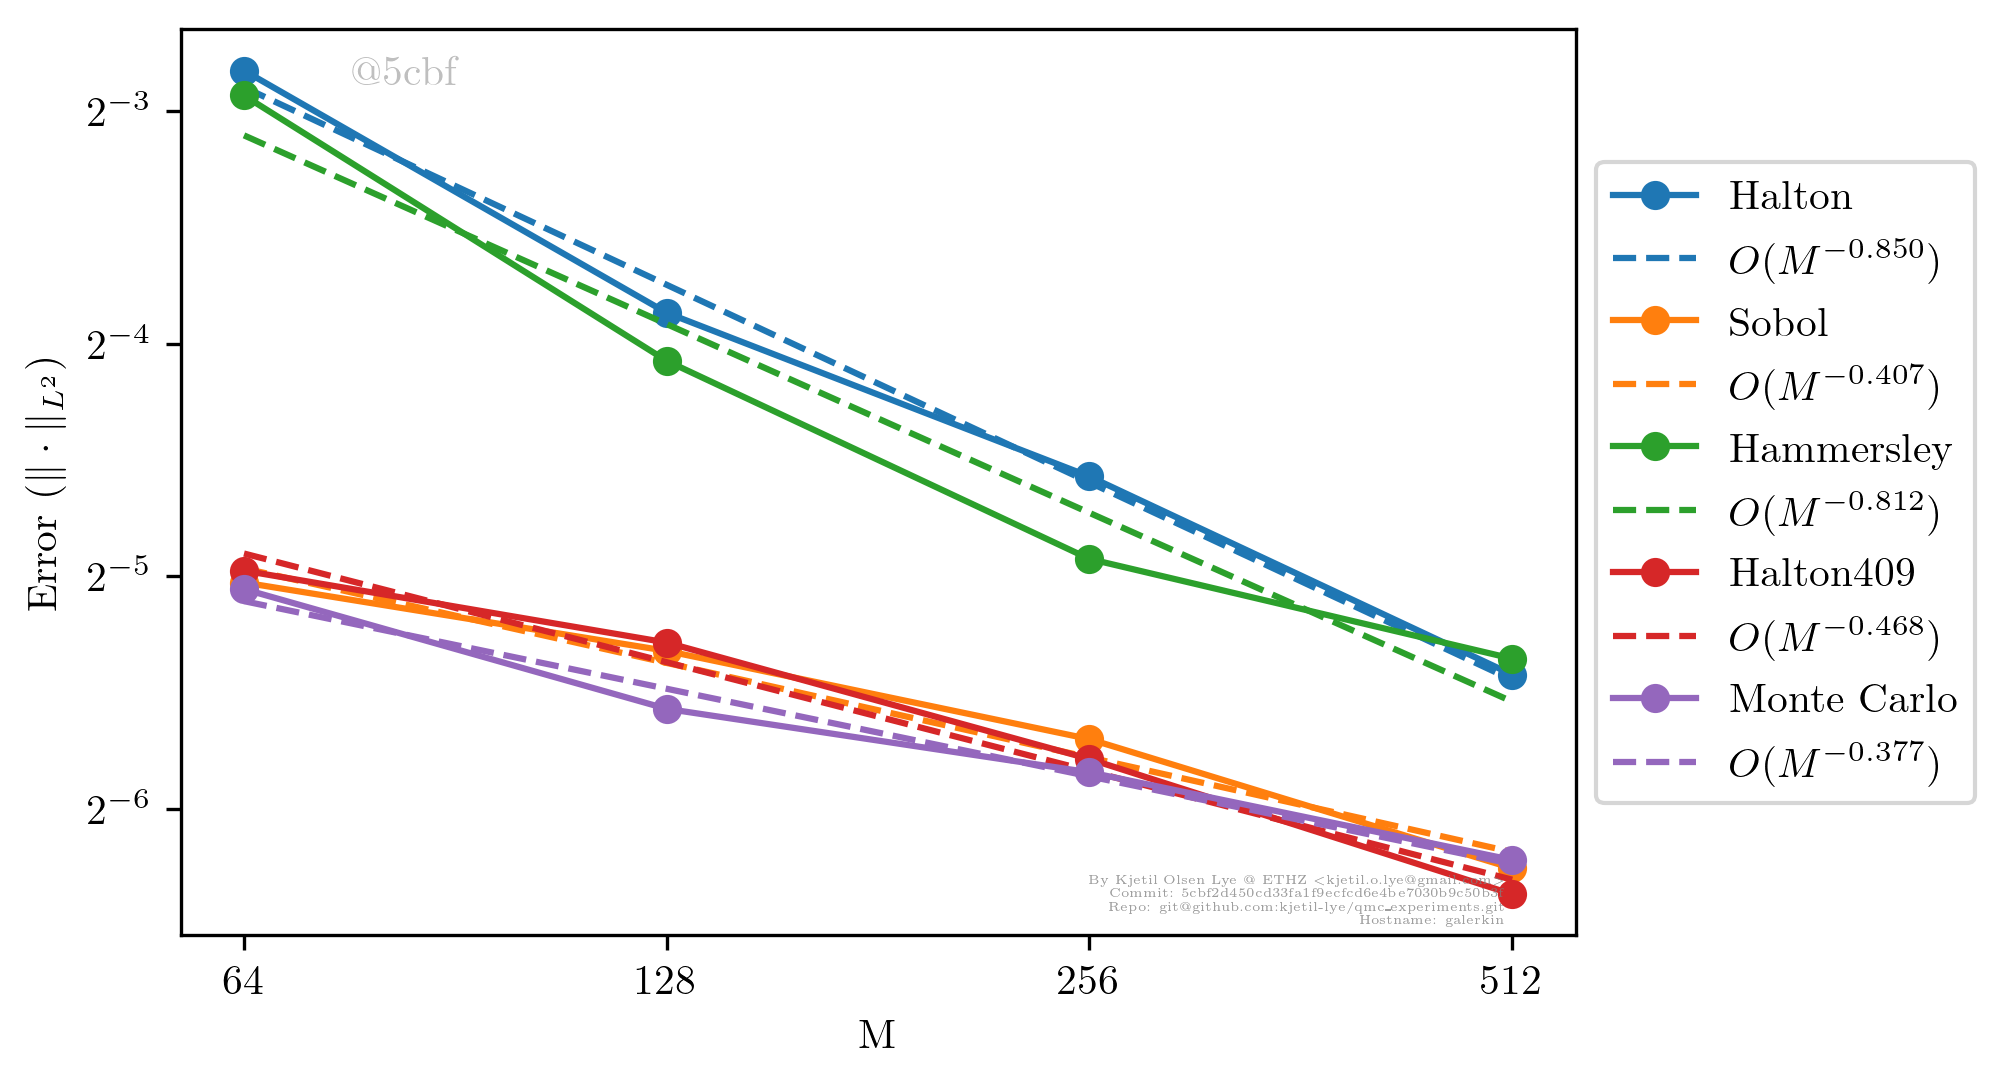 @5cbf
2^{-3}
2^{-4}
2^{-5}
2^{-6}
Error (|| · ||_{L^2})
64 128 256 512
M
Halton
O(M^{-0.850})
Sobol
O(M^{-0.407})
Hammersley
O(M^{-0.812})
Halton409
O(M^{-0.468})
Monte Carlo
O(M^{-0.377})
By Kjetil Olsen Lye @ ETHZ <kjetil.o.lye@gmail.com>
Commit:
Repo: git@github.com:kjetil-lye/qmc_experiments.git
Hostname: galerkin